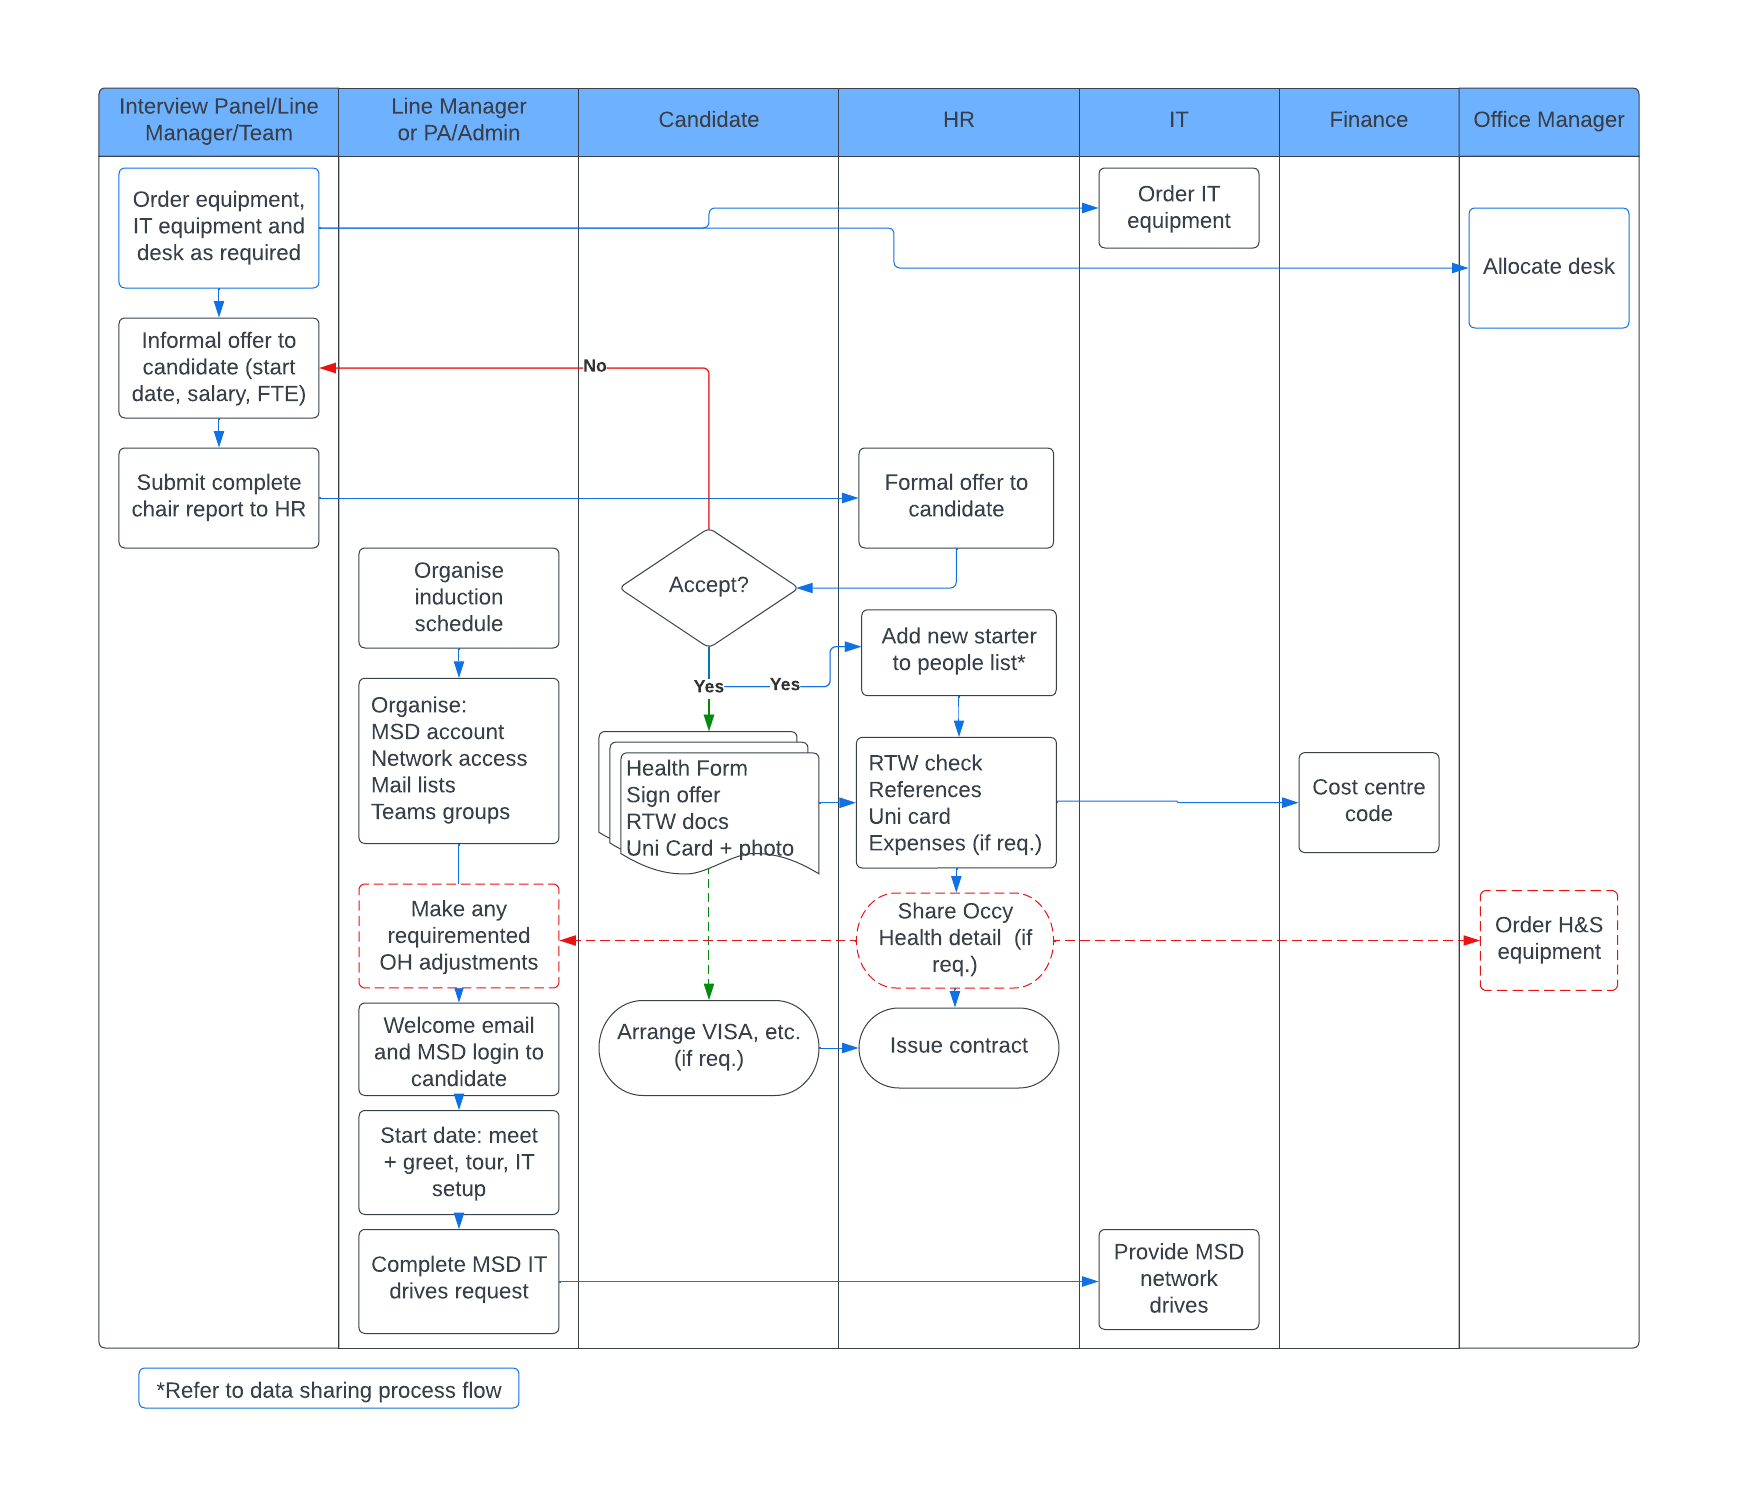 Interview Panel/Line
Manager/Team
Line Manager
or PA/Admin
Candidate
HR
IT
Finance
Office Manager
Order equipment,
IT equipment and
desk as required
Order IT
equipment
Allocate desk
Informal offer to
candidate (start
date, salary, FTE)
No
Submit complete
chair report to HR
Formal offer to
candidate
Organise
induction
schedule
Accept?
Add new starter
to people list*
Yes
Yes
Organise:
MSD account
Network access
Mail lists
Teams groups
Health Form
Sign offer
RTW docs
Uni Card + photo
RTW check
References
Uni card
Expenses (if req.)
Cost centre
code
Make any
requiremented
OH adjustments
Share Occy
Health detail (if
req.)
Order H&S
equipment
Welcome email
and MSD login to
candidate
Arrange VISA, etc.
(if req.)
Issue contract
Start date: meet
+ greet, tour, IT
setup
Complete MSD IT
drives request
Provide MSD
network
drives
*Refer to data sharing process flow